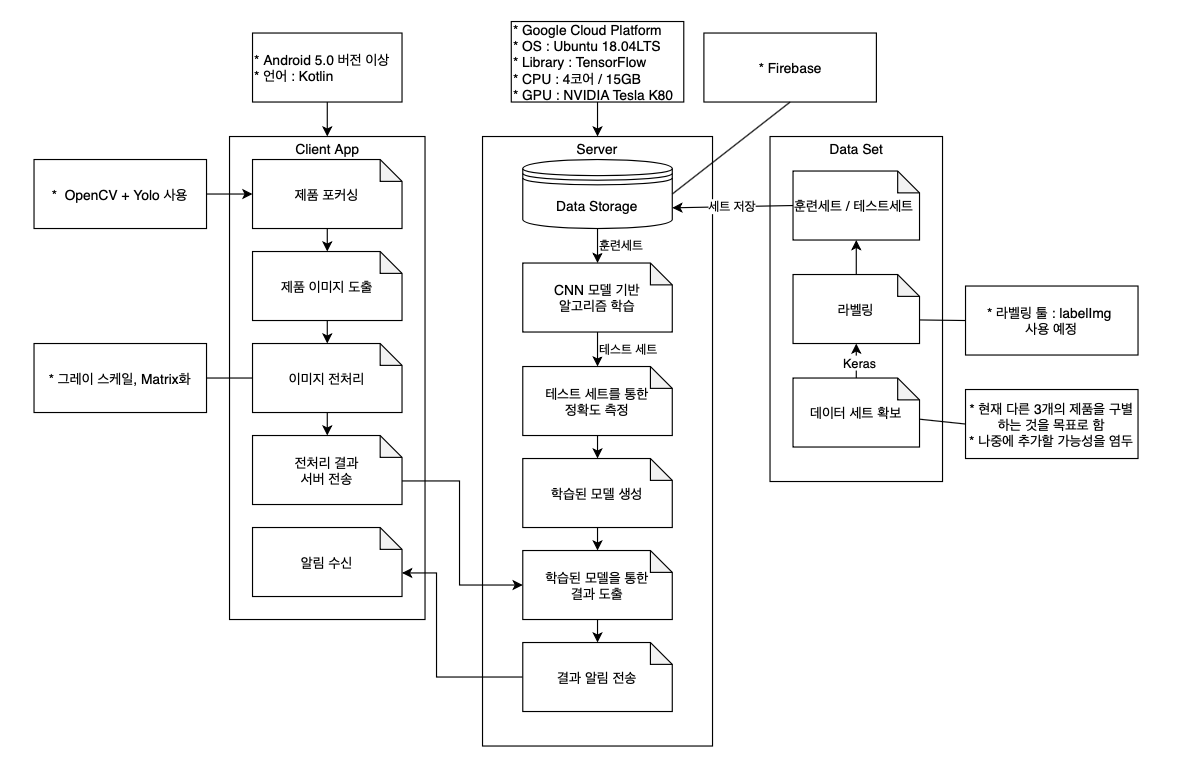 * Android 5.0 버전 이상
* 언어 : Kotlin
* Google Cloud Platform
* OS : Ubuntu 18.04LTS
* Library : TensorFlow
* CPU : 4코어 / 15GB
* GPU : NVIDIA Tesla K80
* Firebase
Client App
* OpenCV + Yolo 사용
제품 포커싱
제품 이미지 도출
* 그레이 스케일, Matrix화
이미지 전처리
전처리 결과
서버 전송
알림 수신
Server
Data Storage
훈련세트
CNN 모델 기반
알고리즘 학습
테스트 세트
테스트 세트를 통한
정확도 측정
학습된 모델 생성
학습된 모델을 통한
결과 도출
결과 알림 전송
Data Set
세트 저장
훈련세트 / 테스트세트
라벨링
* 라벨링 툴 : labelImg
사용 예정
Keras
데이터 세트 확보
* 현재 다른 3개의 제품을 구별
하는 것을 목표로 함
* 나중에 추가할 가능성을 염두